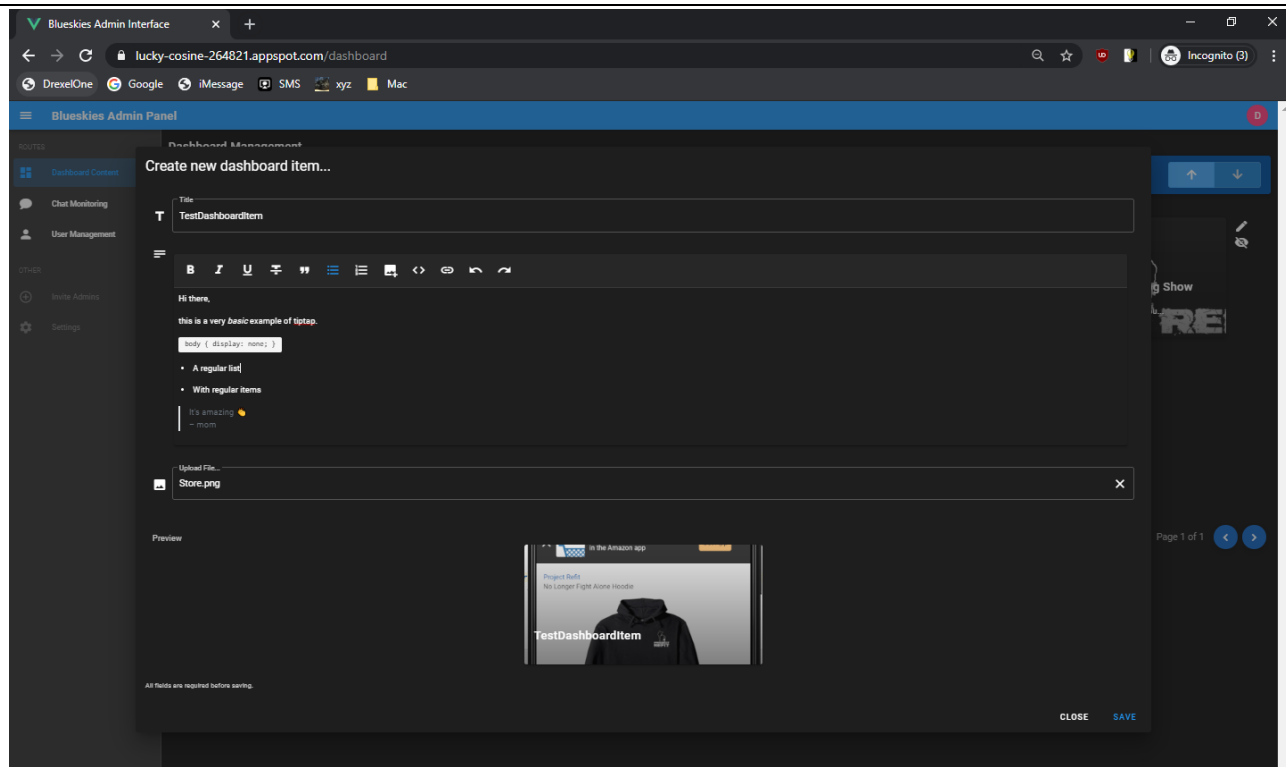 Blueskies Admin Interface
lucky-cosine-264821.appspot.com/dashboard
Incognito (3)
DrexelOne
Google
iMessage
SMS
xyz
Mac
Blueskies Admin Panel
D
ROUTES
Dashboard Management
Dashboard Content
Chat Monitoring
User Management
OTHER
Invite Admins
Settings
Create new dashboard item...
Title
TestDashboardItem
B I U
Hi there,
this is a very basic example of tiptap.
body { display: none; }
• A regular list
• With regular items
It's amazing 👏
– mom
Upload File...
Store.png
Preview
in the Amazon app
Project Refit
No Longer Fight Alone Hoodie
TestDashboardItem
All fields are required before saving.
CLOSE SAVE
g Show
RE
Page 1 of 1